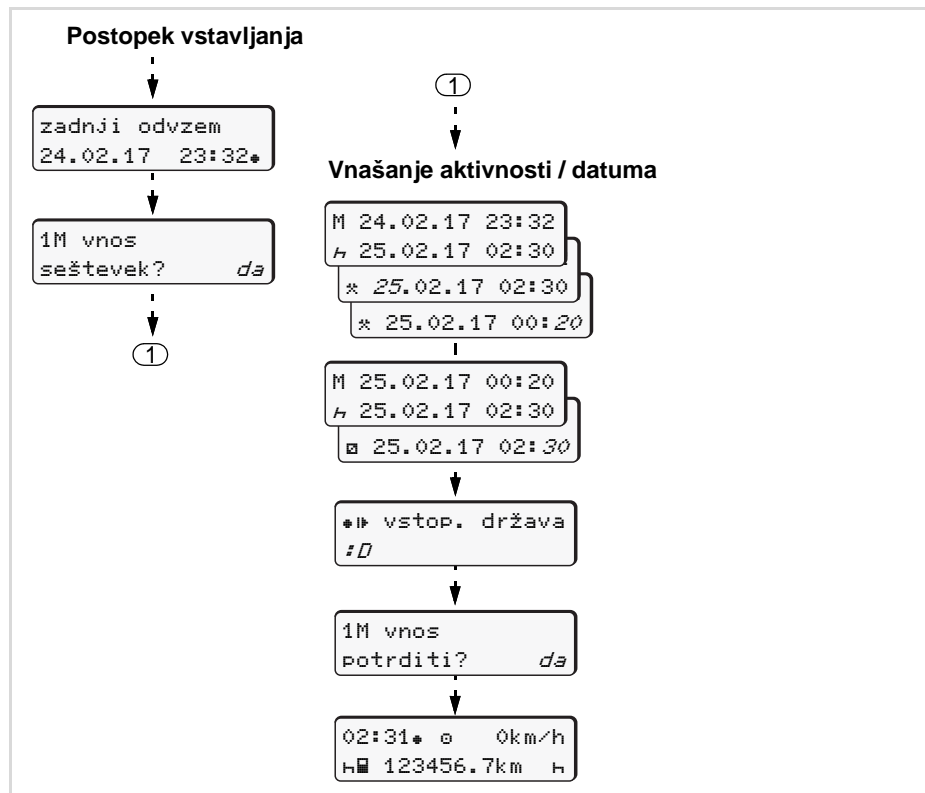 Postopek vstavljanja
zadnji odvzem
24.02.17 23:32
1M vnos
seštevek? da
1
1
Vnašanje aktivnosti / datuma
M 24.02.17 23:32
25.02.17 02:30
25.02.17 02:30
25.02.17 00:20
M 25.02.17 00:20
25.02.17 02:30
25.02.17 02:30
vstop. država
:D
1M vnos
potrditi? da
02:31 0km/h
123456.7km